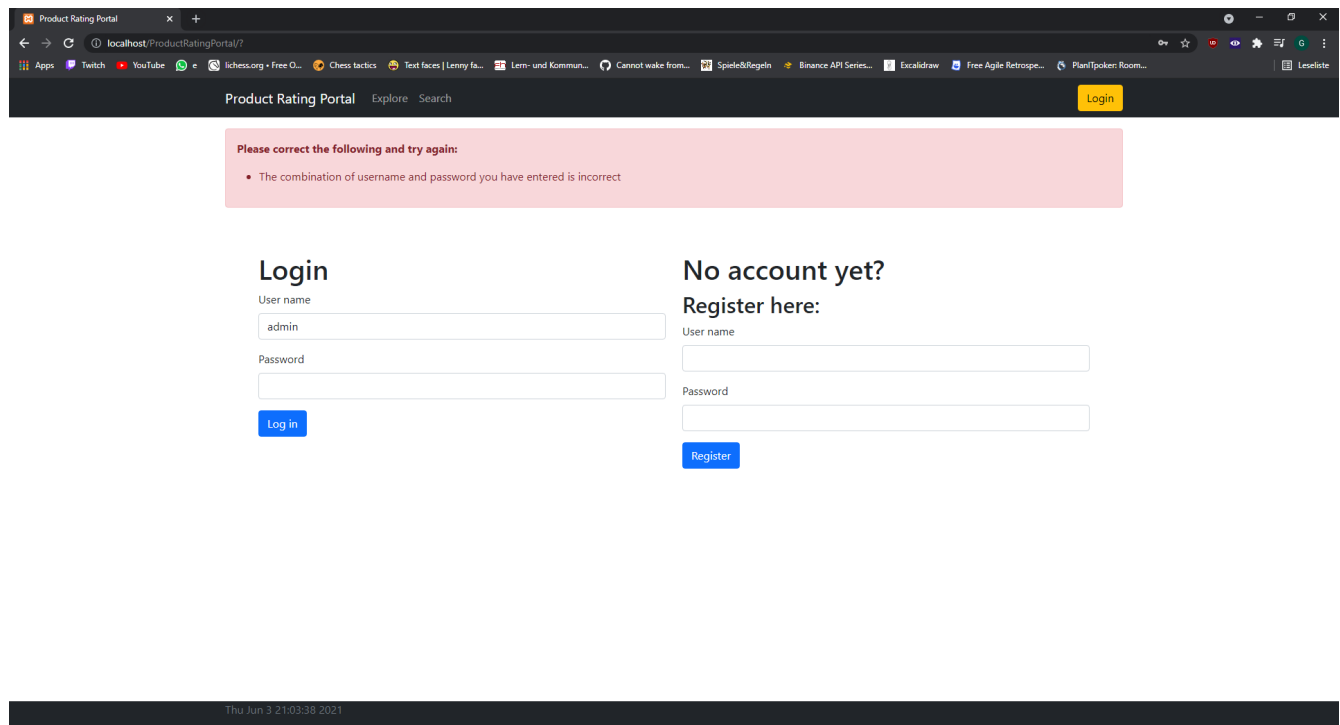 Product Rating Portal
localhost/ProductRatingPortal/?
G
Apps Twitch YouTube e lichess.org • Free O... Chess tactics Text faces | Lenny fa... Lern- und Kommun... Cannot wake from... Spiele&Regeln Binance API Series... Excalidraw Free Agile Retrospe... PlanITpoker: Room... Leseliste
Product Rating Portal Explore Search Login
Please correct the following and try again:
• The combination of username and password you have entered is incorrect
Login
User name
admin
Password
Log in
No account yet?
Register here:
User name
Password
Register
Thu Jun 3 21:03:38 2021